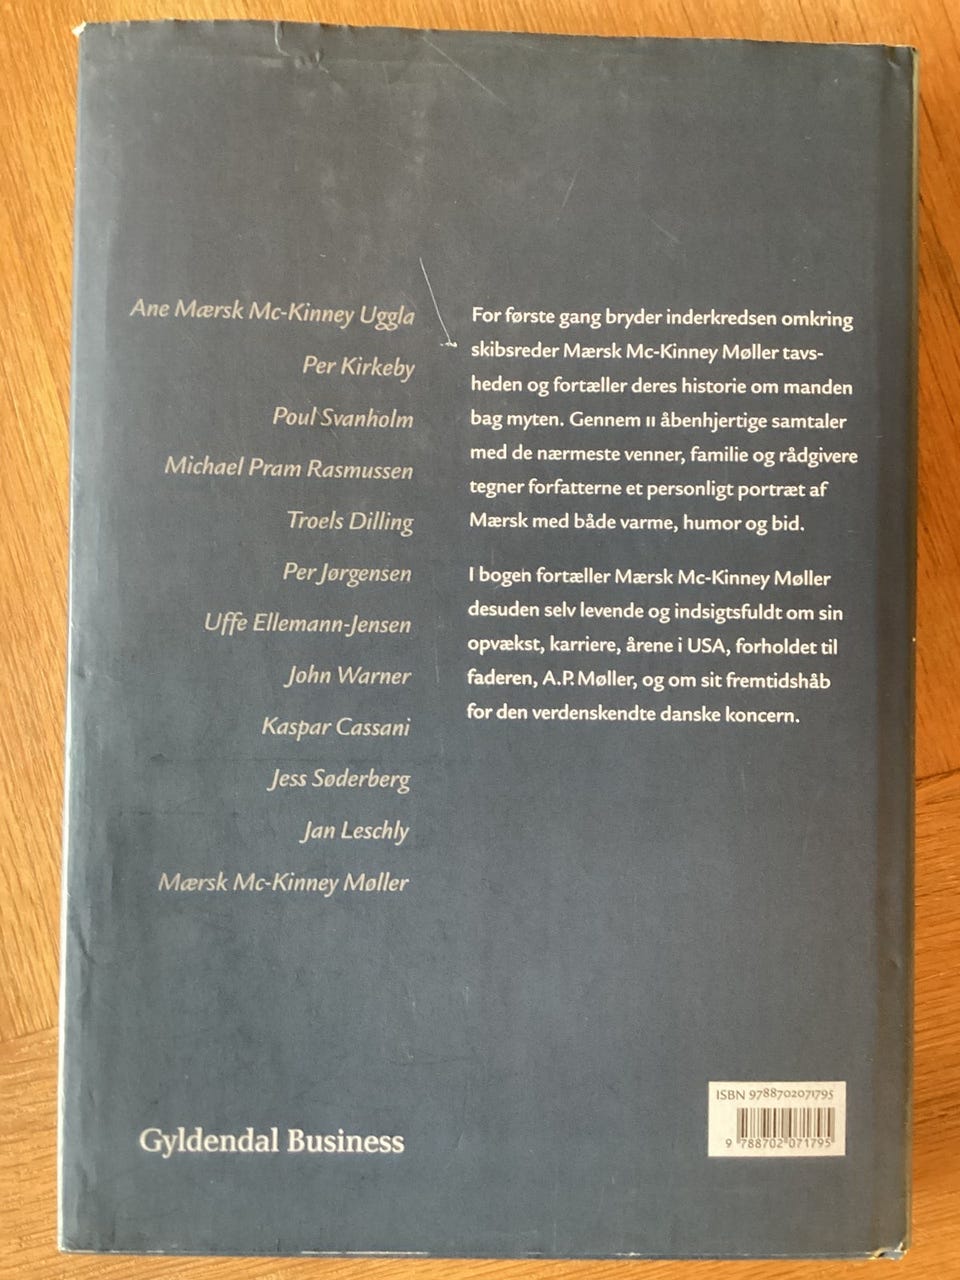 Ane Mærsk Mc-Kinney Uggla
Per Kirkeby
Poul Svanholm
Michael Pram Rasmussen
Troels Dilling
Per Jørgensen
Uffe Ellemann-Jensen
John Warner
Kaspar Cassani
Jess Søderberg
Jan Leschly
Mærsk Mc-Kinney Møller
For første gang bryder inderkredsen omkring
skibsreder Mærsk Mc-Kinney Møller tavs-
heden og fortæller deres historie om manden
bag myten. Gennem 11 åbenhjertige samtaler
med de nærmeste venner, familie og rådgivere
tegner forfatterne et personligt portræt af
Mærsk med både varme, humor og bid.
I bogen fortæller Mærsk Mc-Kinney Møller
desuden selv levende og indsigtsfuldt om sin
opvækst, karriere, årene i USA, forholdet til
faderen, A.P. Møller, og om sit fremtidshåb
for den verdenskendte danske koncern.
Gyldendal Business
ISBN 9788702071795
9 788702 071795